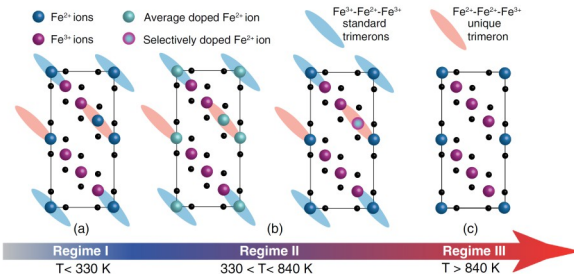 Fe²⁺ ions
Fe³⁺ ions
Average doped Fe²⁺ ion
Selectively doped Fe²⁺ ion
Fe³⁺-Fe²⁺-Fe³⁺
standard
trimerons
Fe²⁺-Fe²⁺-Fe³⁺
unique
trimeron
(a)
(b)
(c)
Regime I
Regime II
Regime III
T< 330 K
330 < T< 840 K
T > 840 K